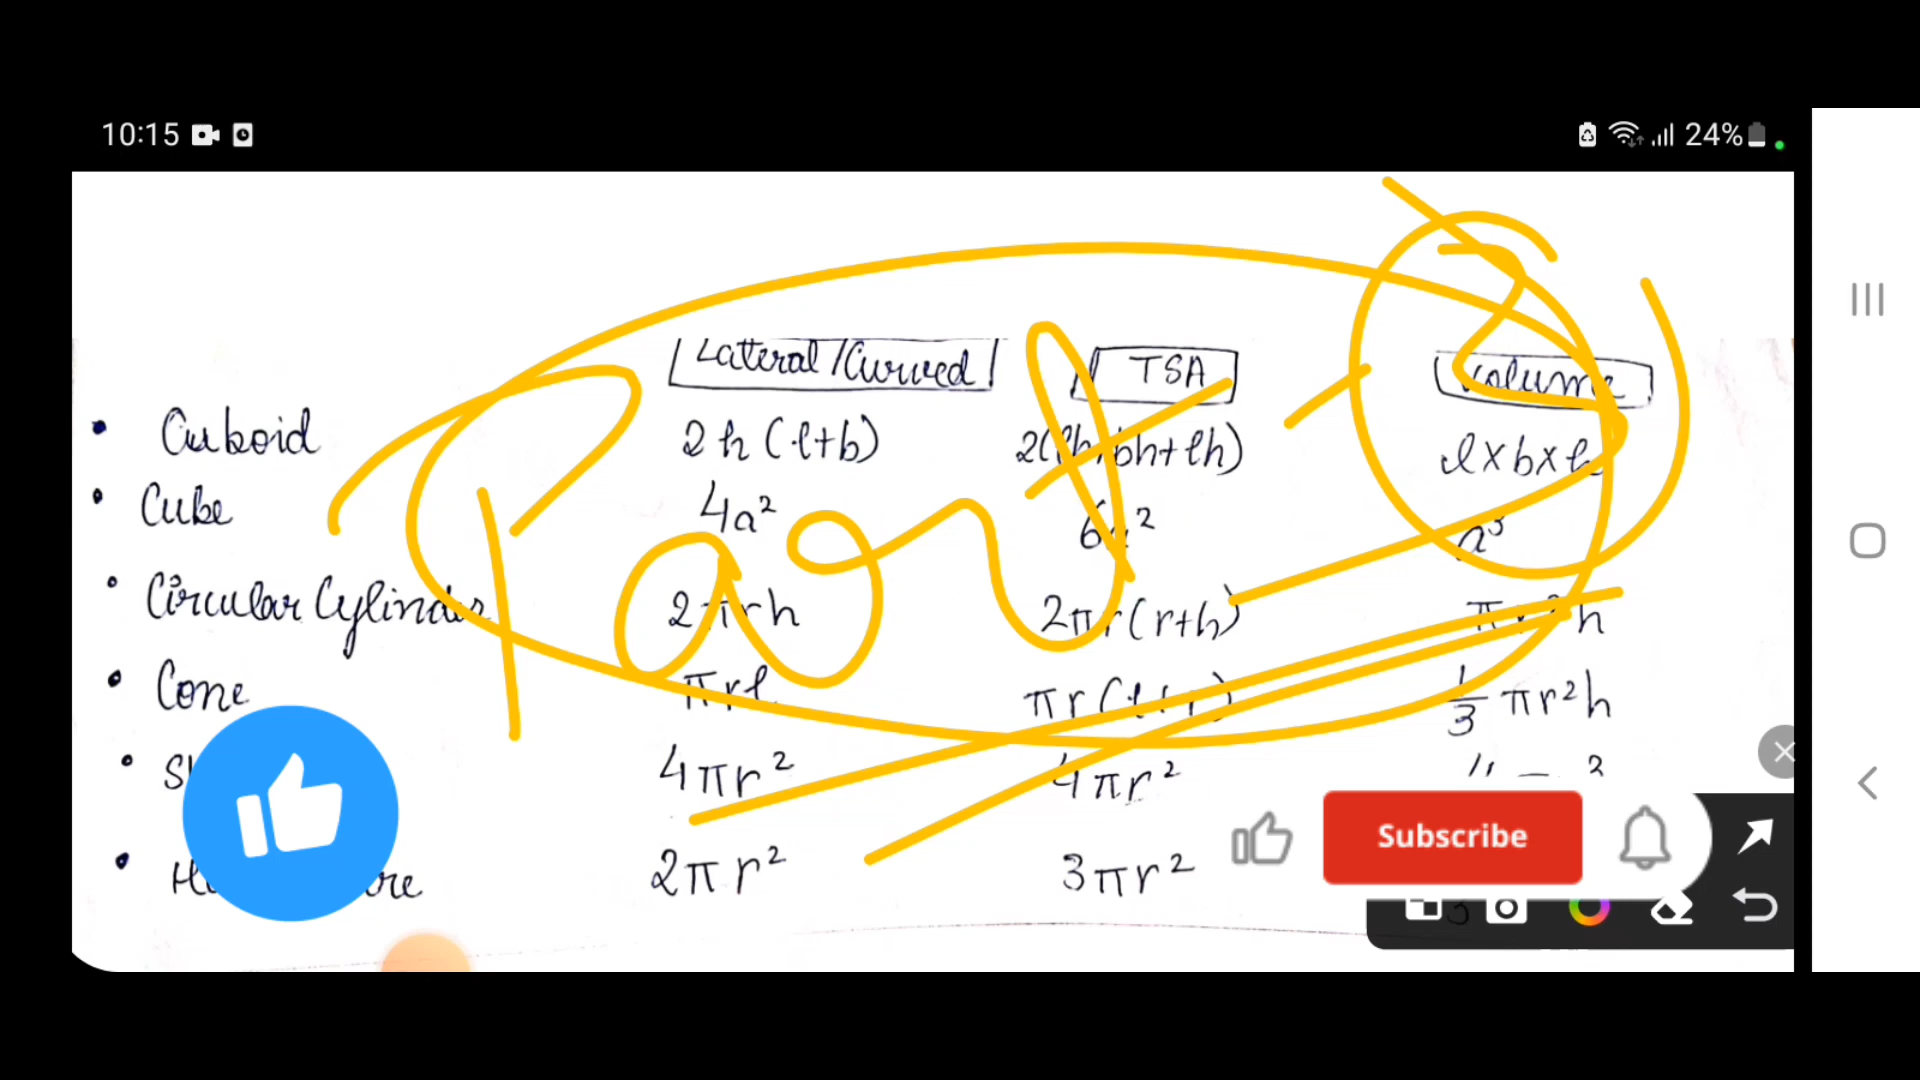 10:15 24%
Lateral/Curved TSA Volume
• Cuboid 2h(l+b) 2(lb+bh+lh) l×b×h
• Cube 4a² 6a² a³
• Circular Cylinder 2πrh 2πr(r+h) πr²h
• Cone πrl πr(l+r) 1/3 πr²h
• 4πr² 4πr²
• 2πr² 3πr²
Part - 3
Subscribe